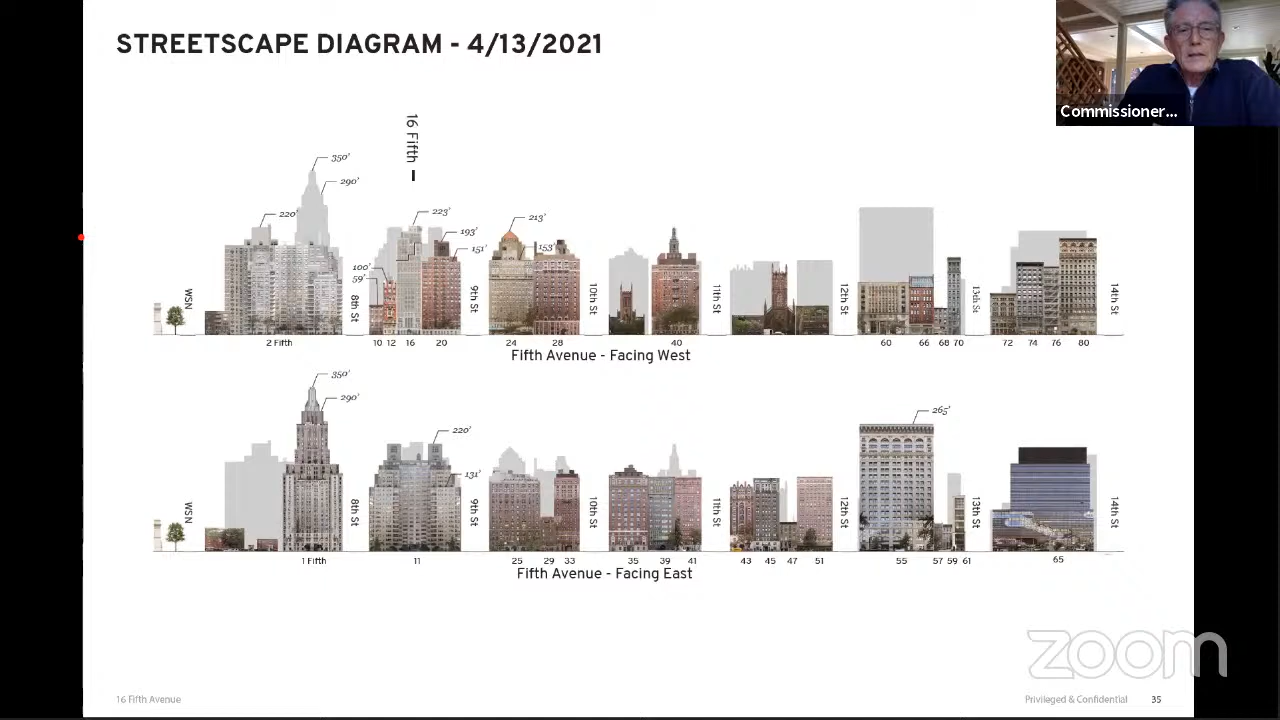 STREETSCAPE DIAGRAM - 4/13/2021
Commissioner...
16 Fifth
350'
290'
220'
223'
193'
151'
100'
59'
213'
153'
WSN
8th St
9th St
10th St
11th St
12th St
13th St
14th St
2 Fifth
10 12 16 20
24 28
40
60 66 68 70
72 74 76 80
Fifth Avenue - Facing West
350'
290'
220'
131'
265'
WSN
8th St
9th St
10th St
11th St
12th St
13th St
14th St
1 Fifth
11
25 29 33
35 39 41
43 45 47 51
55 57 59 61
65
Fifth Avenue - Facing East
zoom
16 Fifth Avenue
Privileged & Confidential 35